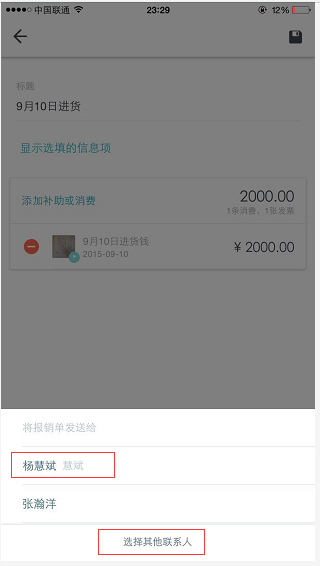 中国联通 23:29 12%
标题
9月10日进货
显示选填的信息项
添加补助或消费 2000.00
1条消费，1张发票
9月10日进货钱 ¥ 2000.00
2015-09-10
将报销单发送给
杨慧斌 慧斌
张瀚洋
选择其他联系人